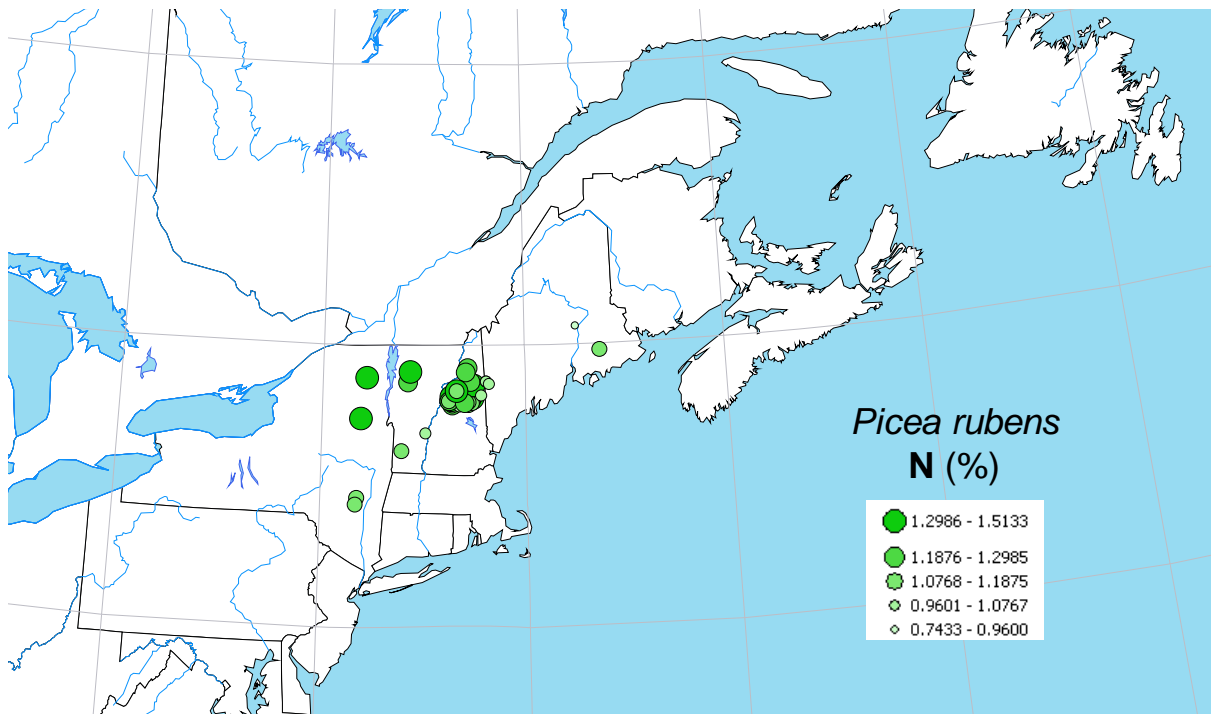 Picea rubens
N (%)
1.2986 - 1.5133
1.1876 - 1.2985
1.0768 - 1.1875
0.9601 - 1.0767
0.7433 - 0.9600